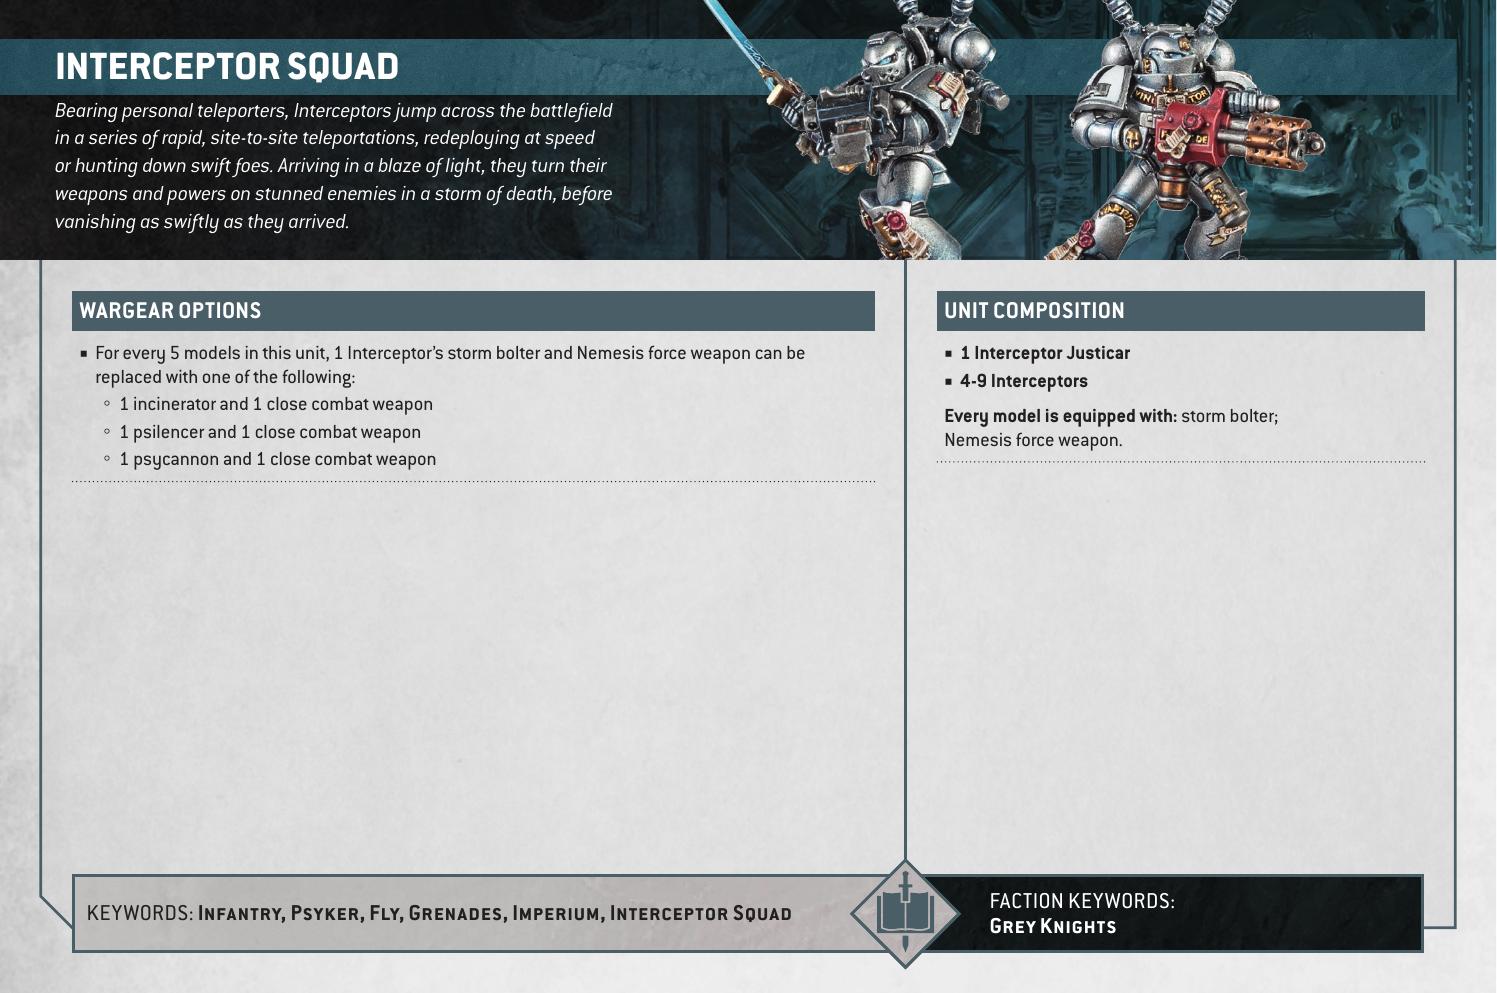 INTERCEPTOR SQUAD
Bearing personal teleporters, Interceptors jump across the battlefield
in a series of rapid, site-to-site teleportations, redeploying at speed
or hunting down swift foes. Arriving in a blaze of light, they turn their
weapons and powers on stunned enemies in a storm of death, before
vanishing as swiftly as they arrived.
WARGEAR OPTIONS
■ For every 5 models in this unit, 1 Interceptor’s storm bolter and Nemesis force weapon can be
replaced with one of the following:
◦ 1 incinerator and 1 close combat weapon
◦ 1 psilencer and 1 close combat weapon
◦ 1 psycannon and 1 close combat weapon
UNIT COMPOSITION
■ 1 Interceptor Justicar
■ 4-9 Interceptors
Every model is equipped with: storm bolter;
Nemesis force weapon.
KEYWORDS: Infantry, Psyker, Fly, Grenades, Imperium, Interceptor Squad
FACTION KEYWORDS:
Grey Knights